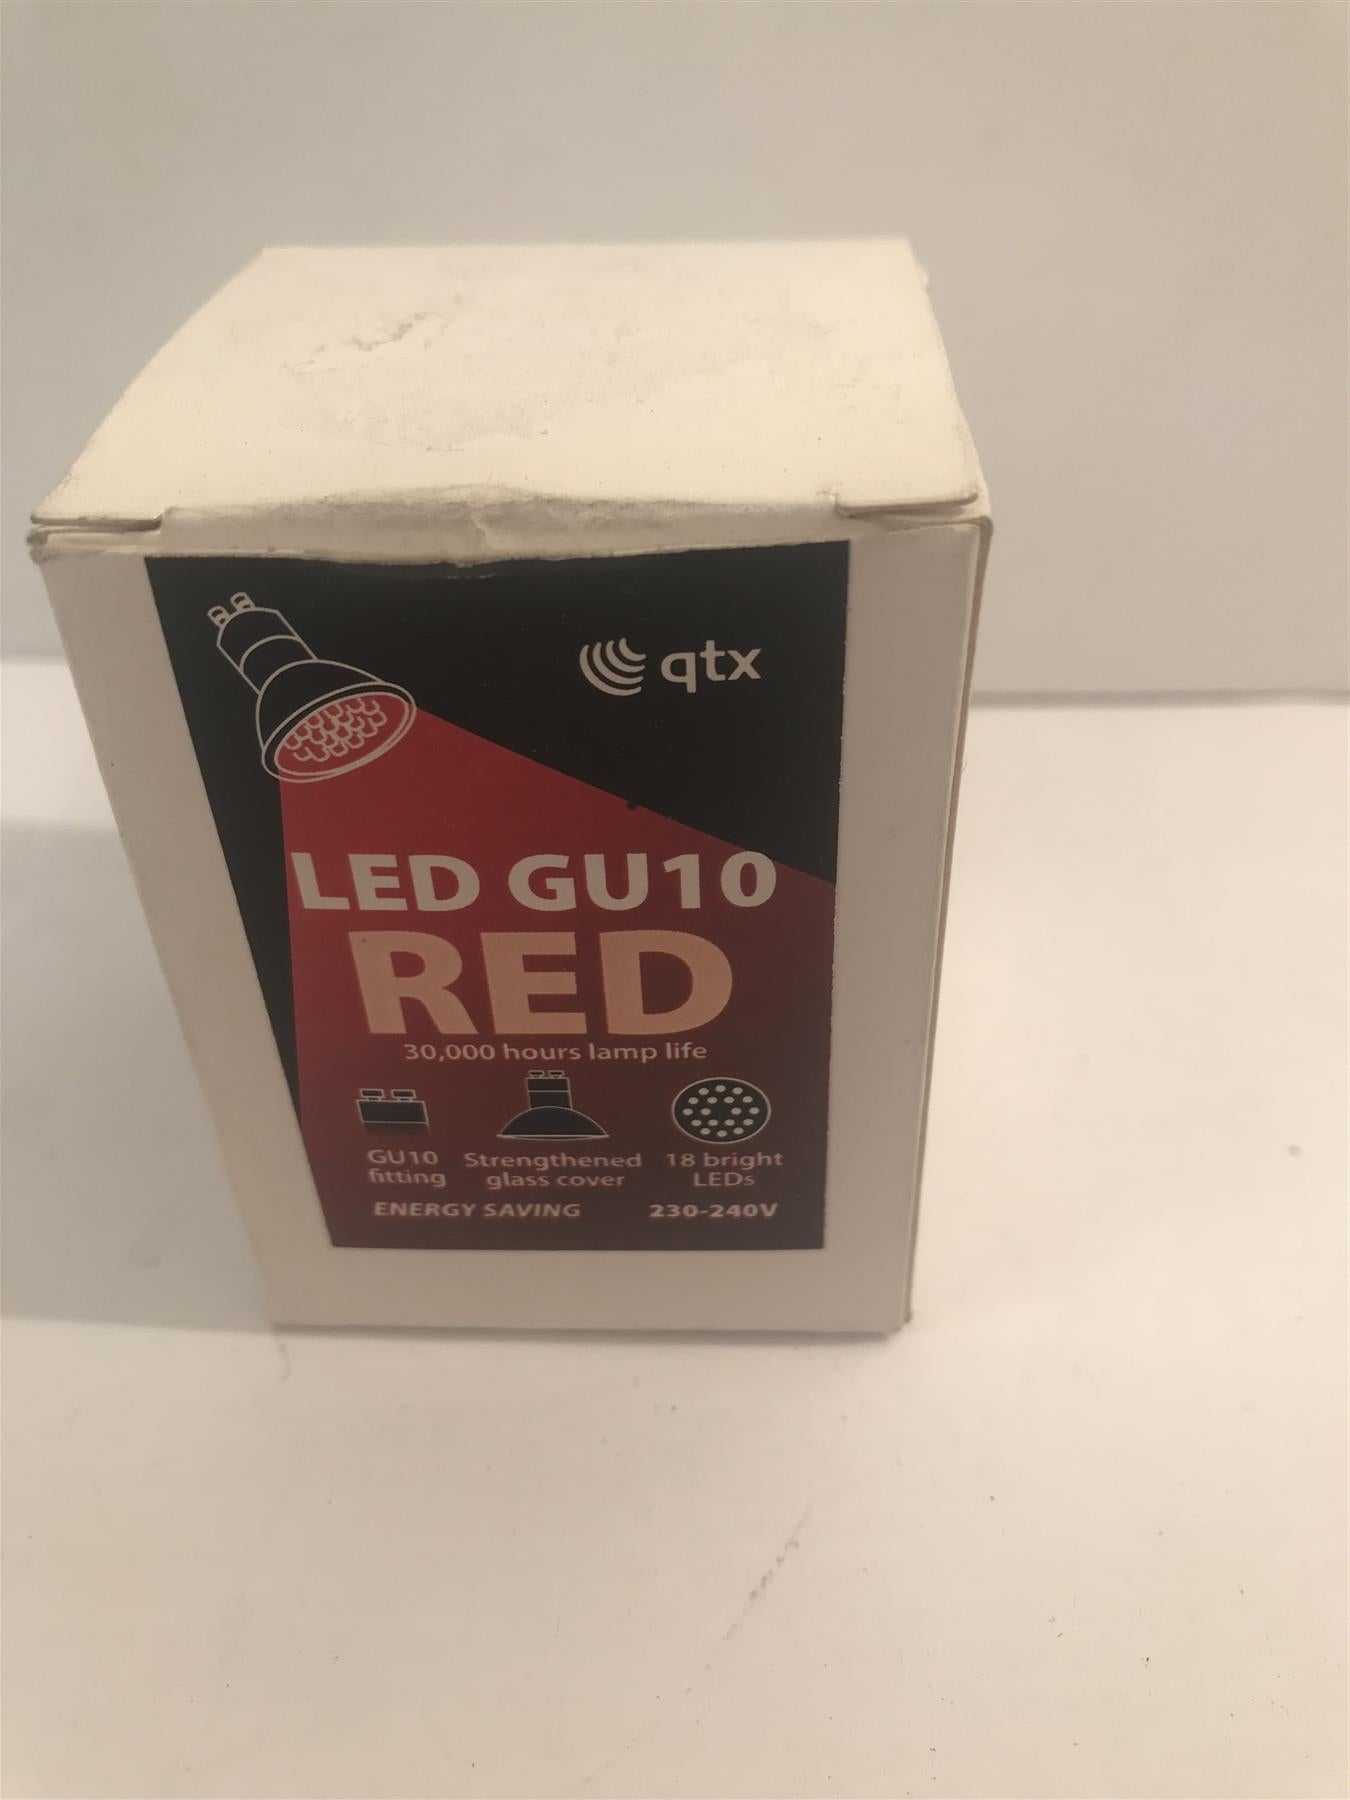 qtx
LED GU10
RED
30,000 hours lamp life
GU10 fitting
Strengthened glass cover
18 bright LEDs
ENERGY SAVING
230-240V